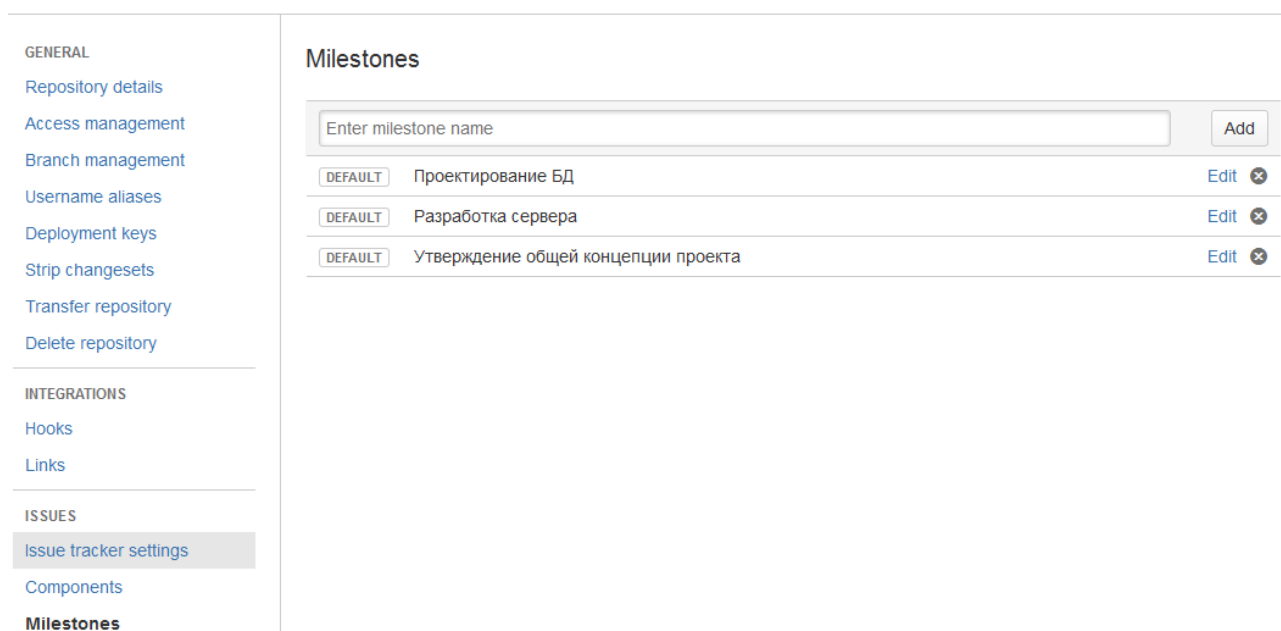 GENERAL
Repository details
Access management
Branch management
Username aliases
Deployment keys
Strip changesets
Transfer repository
Delete repository
INTEGRATIONS
Hooks
Links
ISSUES
Issue tracker settings
Components
Milestones
Milestones
Enter milestone name Add
DEFAULT Проектирование БД Edit
DEFAULT Разработка сервера Edit
DEFAULT Утверждение общей концепции проекта Edit